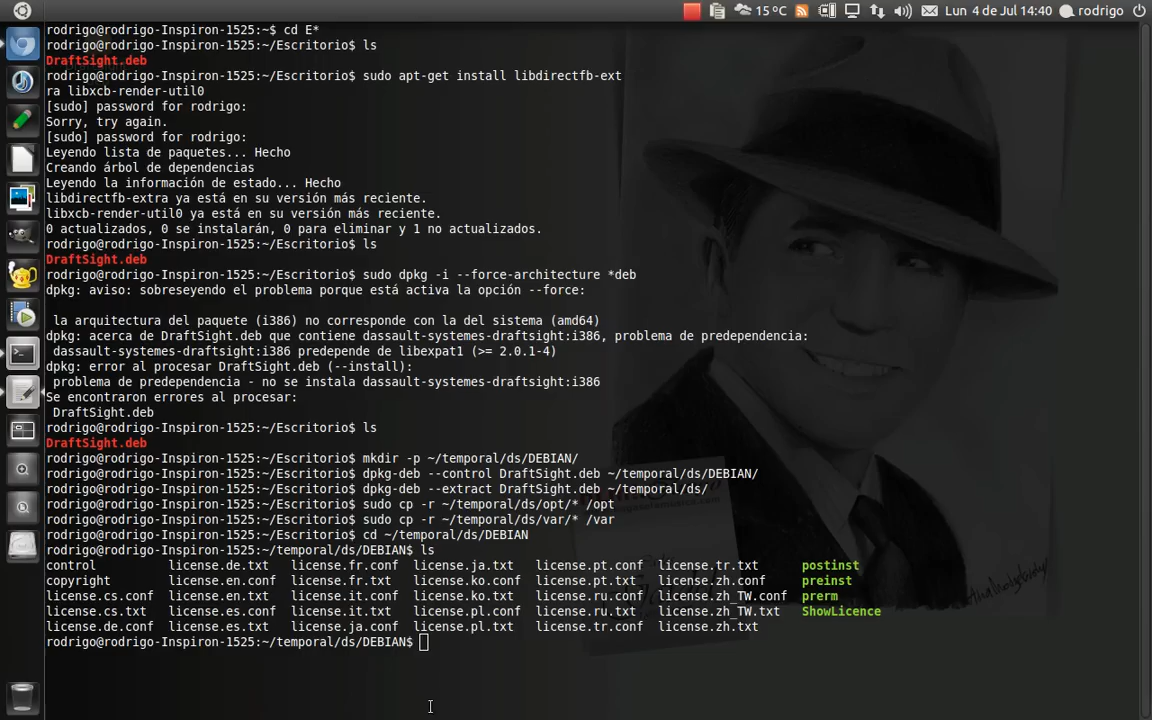 15 ºC
Lun 4 de Jul 14:40
rodrigo
rodrigo@rodrigo-Inspiron-1525:~$ cd E*
rodrigo@rodrigo-Inspiron-1525:~/Escritorio$ ls
DraftSight.deb
rodrigo@rodrigo-Inspiron-1525:~/Escritorio$ sudo apt-get install libdirectfb-ext
ra libxcb-render-util0
[sudo] password for rodrigo:
Sorry, try again.
[sudo] password for rodrigo:
Leyendo lista de paquetes... Hecho
Creando árbol de dependencias
Leyendo la información de estado... Hecho
libdirectfb-extra ya está en su versión más reciente.
libxcb-render-util0 ya está en su versión más reciente.
0 actualizados, 0 se instalarán, 0 para eliminar y 1 no actualizados.
rodrigo@rodrigo-Inspiron-1525:~/Escritorio$ ls
DraftSight.deb
rodrigo@rodrigo-Inspiron-1525:~/Escritorio$ sudo dpkg -i --force-architecture *deb
dpkg: aviso: sobreseyendo el problema porque está activa la opción --force:
la arquitectura del paquete (i386) no corresponde con la del sistema (amd64)
dpkg: acerca de DraftSight.deb que contiene dassault-systemes-draftsight:i386, problema de predependencia:
dassault-systemes-draftsight:i386 predepende de libexpat1 (>= 2.0.1-4)
dpkg: error al procesar DraftSight.deb (--install):
problema de predependencia - no se instala dassault-systemes-draftsight:i386
Se encontraron errores al procesar:
DraftSight.deb
rodrigo@rodrigo-Inspiron-1525:~/Escritorio$ ls
DraftSight.deb
rodrigo@rodrigo-Inspiron-1525:~/Escritorio$ mkdir -p ~/temporal/ds/DEBIAN/
rodrigo@rodrigo-Inspiron-1525:~/Escritorio$ dpkg-deb --control DraftSight.deb ~/temporal/ds/DEBIAN/
rodrigo@rodrigo-Inspiron-1525:~/Escritorio$ dpkg-deb --extract DraftSight.deb ~/temporal/ds/
rodrigo@rodrigo-Inspiron-1525:~/Escritorio$ sudo cp -r ~/temporal/ds/opt/* /opt
rodrigo@rodrigo-Inspiron-1525:~/Escritorio$ sudo cp -r ~/temporal/ds/var/* /var
rodrigo@rodrigo-Inspiron-1525:~/Escritorio$ cd ~/temporal/ds/DEBIAN
rodrigo@rodrigo-Inspiron-1525:~/temporal/ds/DEBIAN$ ls
control license.de.txt license.fr.conf license.ja.txt license.pt.conf license.tr.txt postinst
copyright license.en.conf license.fr.txt license.ko.conf license.pt.txt license.zh.conf preinst
license.cs.conf license.en.txt license.it.conf license.ko.txt license.ru.conf license.zh_TW.conf prerm
license.cs.txt license.es.conf license.it.txt license.pl.conf license.ru.txt license.zh_TW.txt ShowLicence
license.de.conf license.es.txt license.ja.conf license.pl.txt license.tr.conf license.zh.txt
rodrigo@rodrigo-Inspiron-1525:~/temporal/ds/DEBIAN$